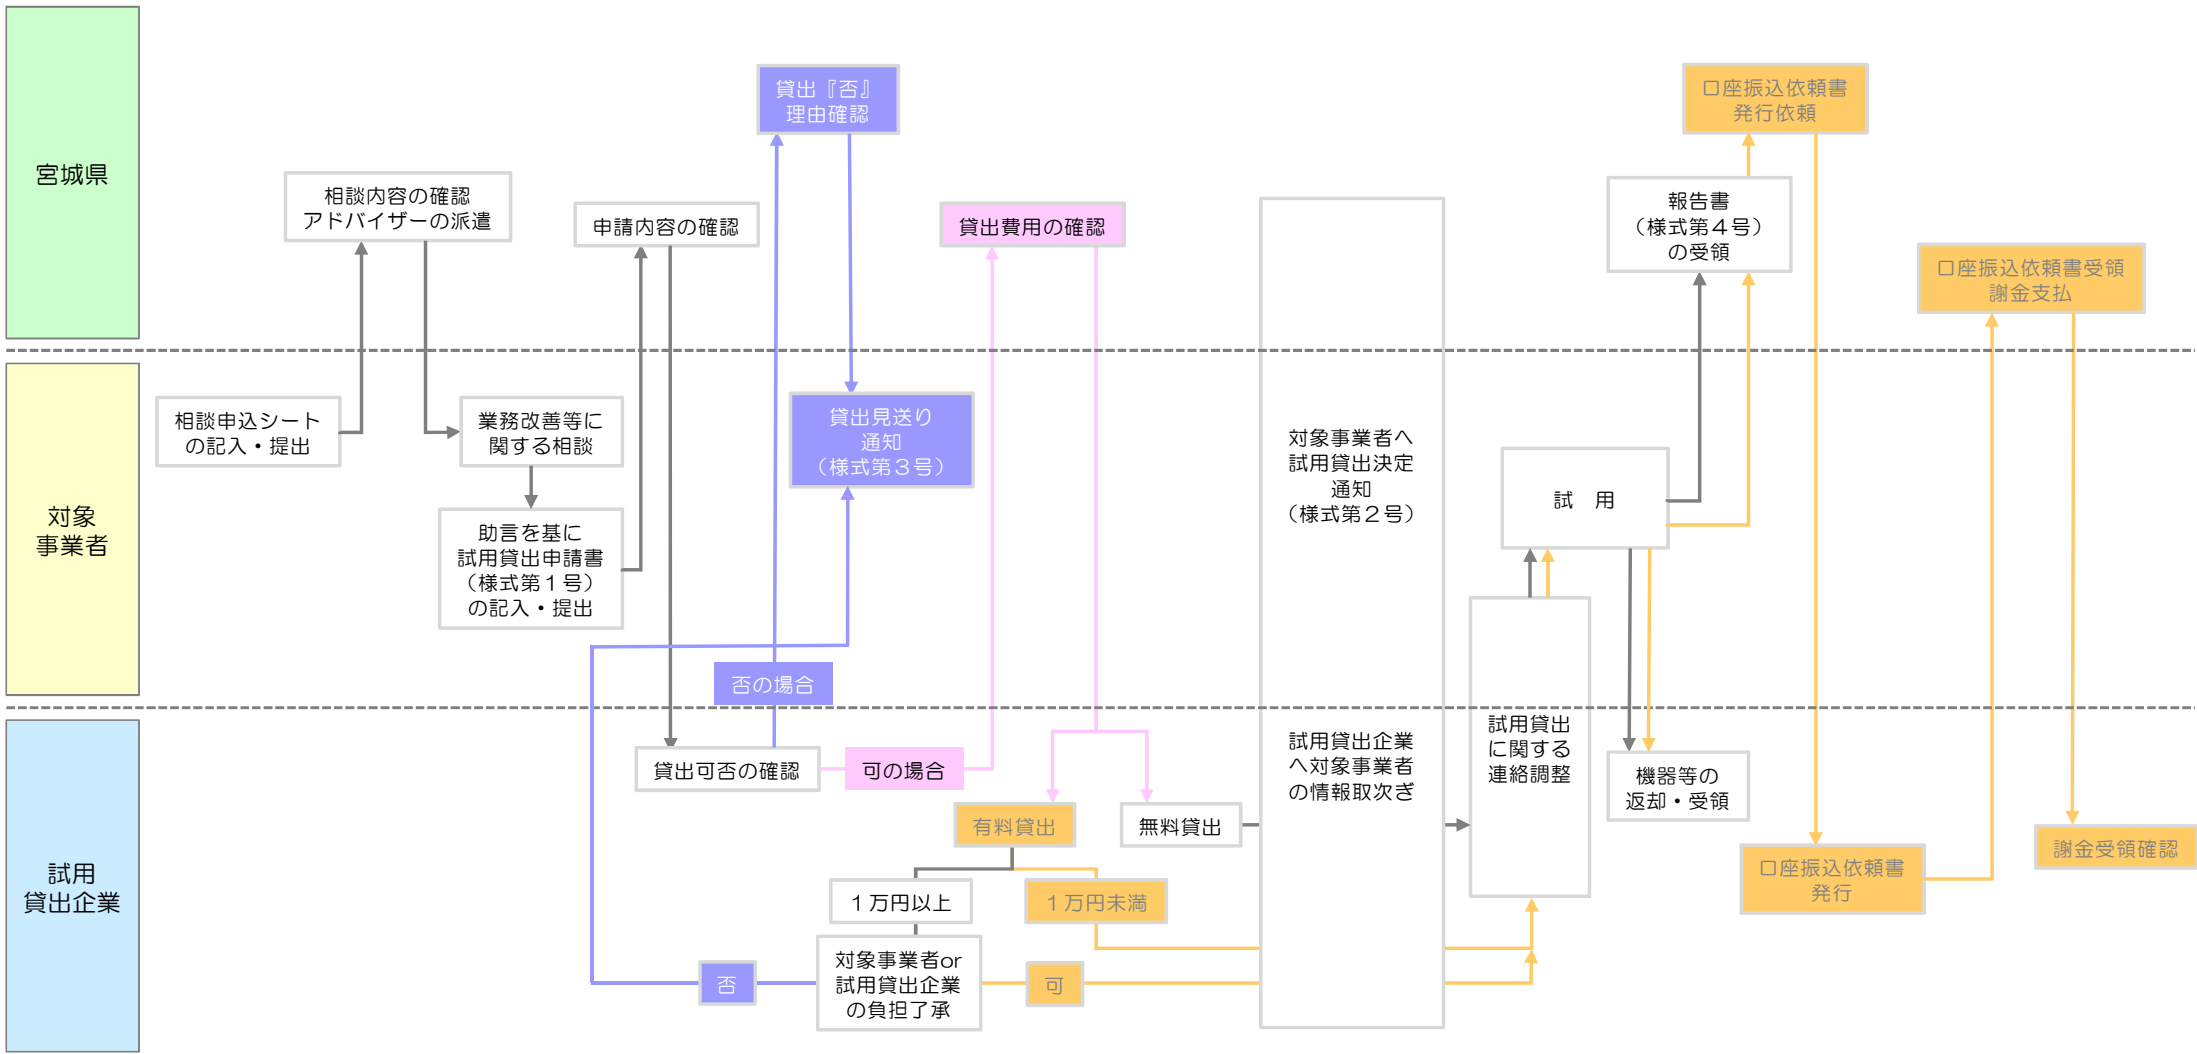 宮城県
相談内容の確認
アドバイザーの派遣
申請内容の確認
貸出『否』
理由確認
貸出費用の確認
口座振込依頼書
発行依頼
報告書
（様式第４号）
の受領
口座振込依頼書受領
謝金支払
対象
事業者
相談申込シート
の記入・提出
業務改善等に
関する相談
助言を基に
試用貸出申請書
（様式第１号）
の記入・提出
貸出見送り
通知
（様式第３号）
否の場合
対象事業者へ
試用貸出決定
通知
（様式第２号）
試　用
試用
貸出企業
貸出可否の確認
可の場合
有料貸出
無料貸出
１万円以上
１万円未満
対象事業者or
試用貸出企業
の負担了承
否
可
試用貸出企業
へ対象事業者
の情報取次ぎ
試用貸出
に関する
連絡調整
機器等の
返却・受領
口座振込依頼書
発行
謝金受領確認